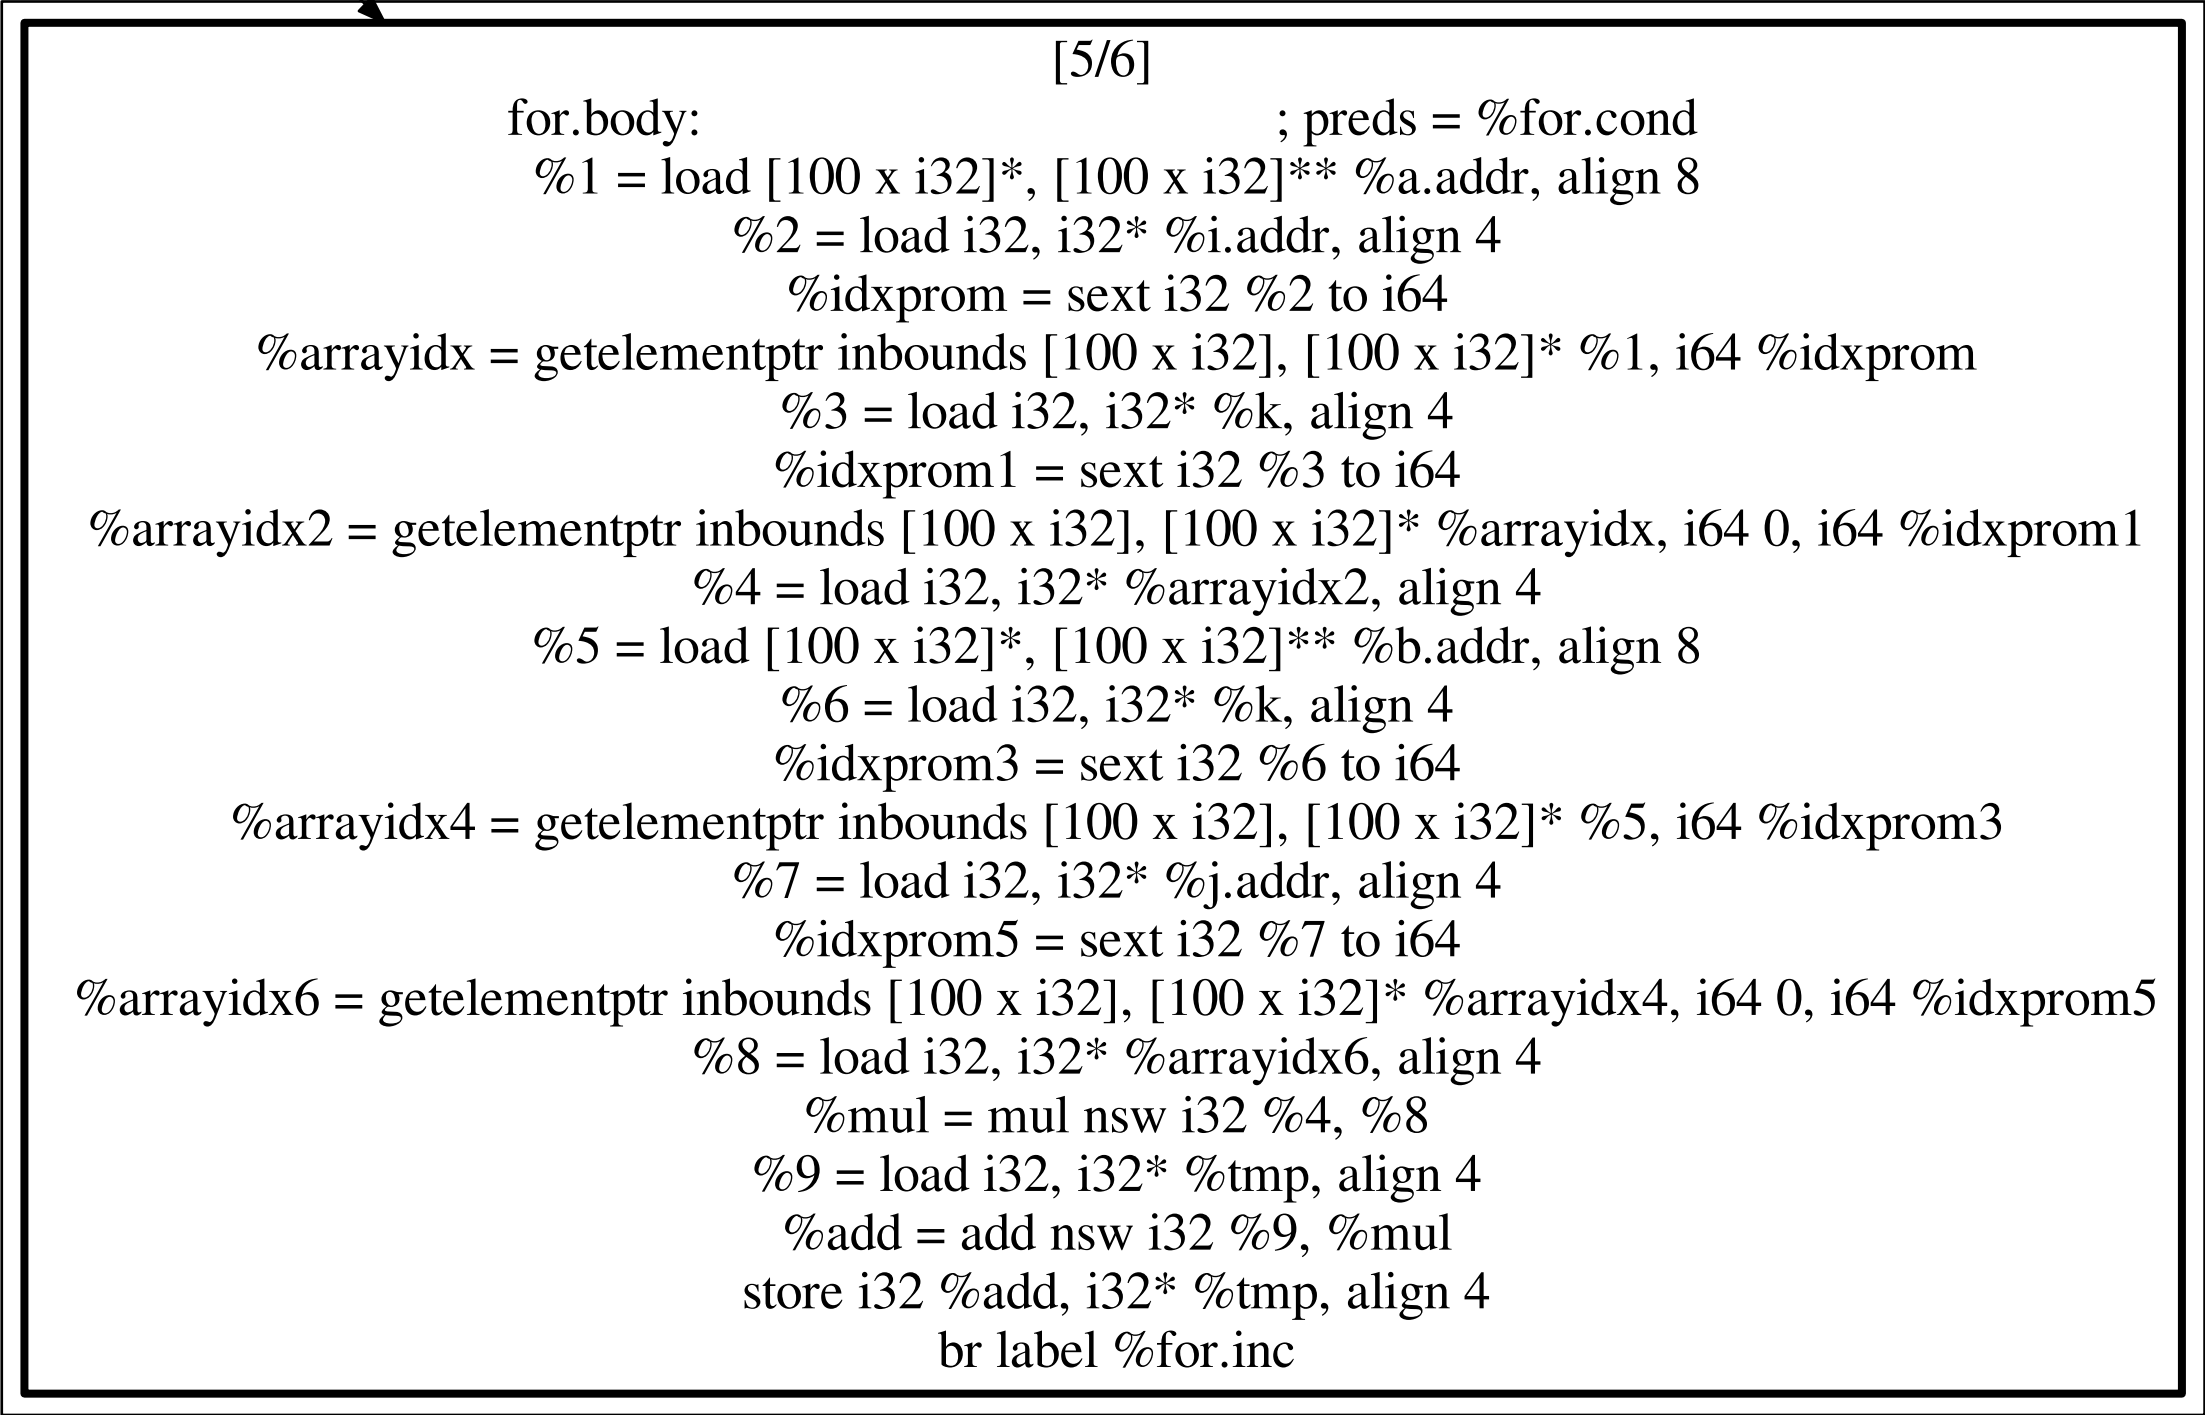 [5/6]
for.body: ; preds = %for.cond
%1 = load [100 x i32]*, [100 x i32]** %a.addr, align 8
%2 = load i32, i32* %i.addr, align 4
%idxprom = sext i32 %2 to i64
%arrayidx = getelementptr inbounds [100 x i32], [100 x i32]* %1, i64 %idxprom
%3 = load i32, i32* %k, align 4
%idxprom1 = sext i32 %3 to i64
%arrayidx2 = getelementptr inbounds [100 x i32], [100 x i32]* %arrayidx, i64 0, i64 %idxprom1
%4 = load i32, i32* %arrayidx2, align 4
%5 = load [100 x i32]*, [100 x i32]** %b.addr, align 8
%6 = load i32, i32* %k, align 4
%idxprom3 = sext i32 %6 to i64
%arrayidx4 = getelementptr inbounds [100 x i32], [100 x i32]* %5, i64 %idxprom3
%7 = load i32, i32* %j.addr, align 4
%idxprom5 = sext i32 %7 to i64
%arrayidx6 = getelementptr inbounds [100 x i32], [100 x i32]* %arrayidx4, i64 0, i64 %idxprom5
%8 = load i32, i32* %arrayidx6, align 4
%mul = mul nsw i32 %4, %8
%9 = load i32, i32* %tmp, align 4
%add = add nsw i32 %9, %mul
store i32 %add, i32* %tmp, align 4
br label %for.inc